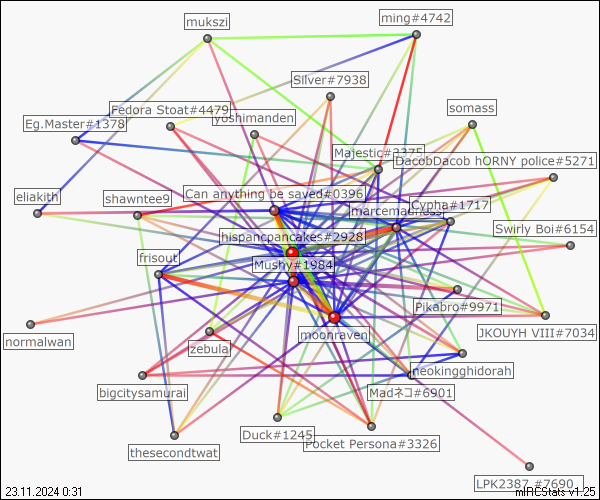 ming#4742
mukszi
Silver#7938
Fedora Stoat#4479
somass
yoshimanden
Eg.Master#1378
Majestic#3375
DacobDacob hORNY police#5271
eliakith
shawntee9
Can anything be saved#0396
Cypha#1717
marcemadness
Swirly Boi#6154
hispancpancakes#2928
frisout
Mushy#1984
Pikabro#9971
normalwan
moonraven
JKOUYH VIII#7034
zebula
neokingghidorah
bigcitysamurai
Madネコ#6901
Duck#1245
Pocket Persona#3326
thesecondtwat
LPK2387 #7690
23.11.2024 0:31
mIRCStats v1.25